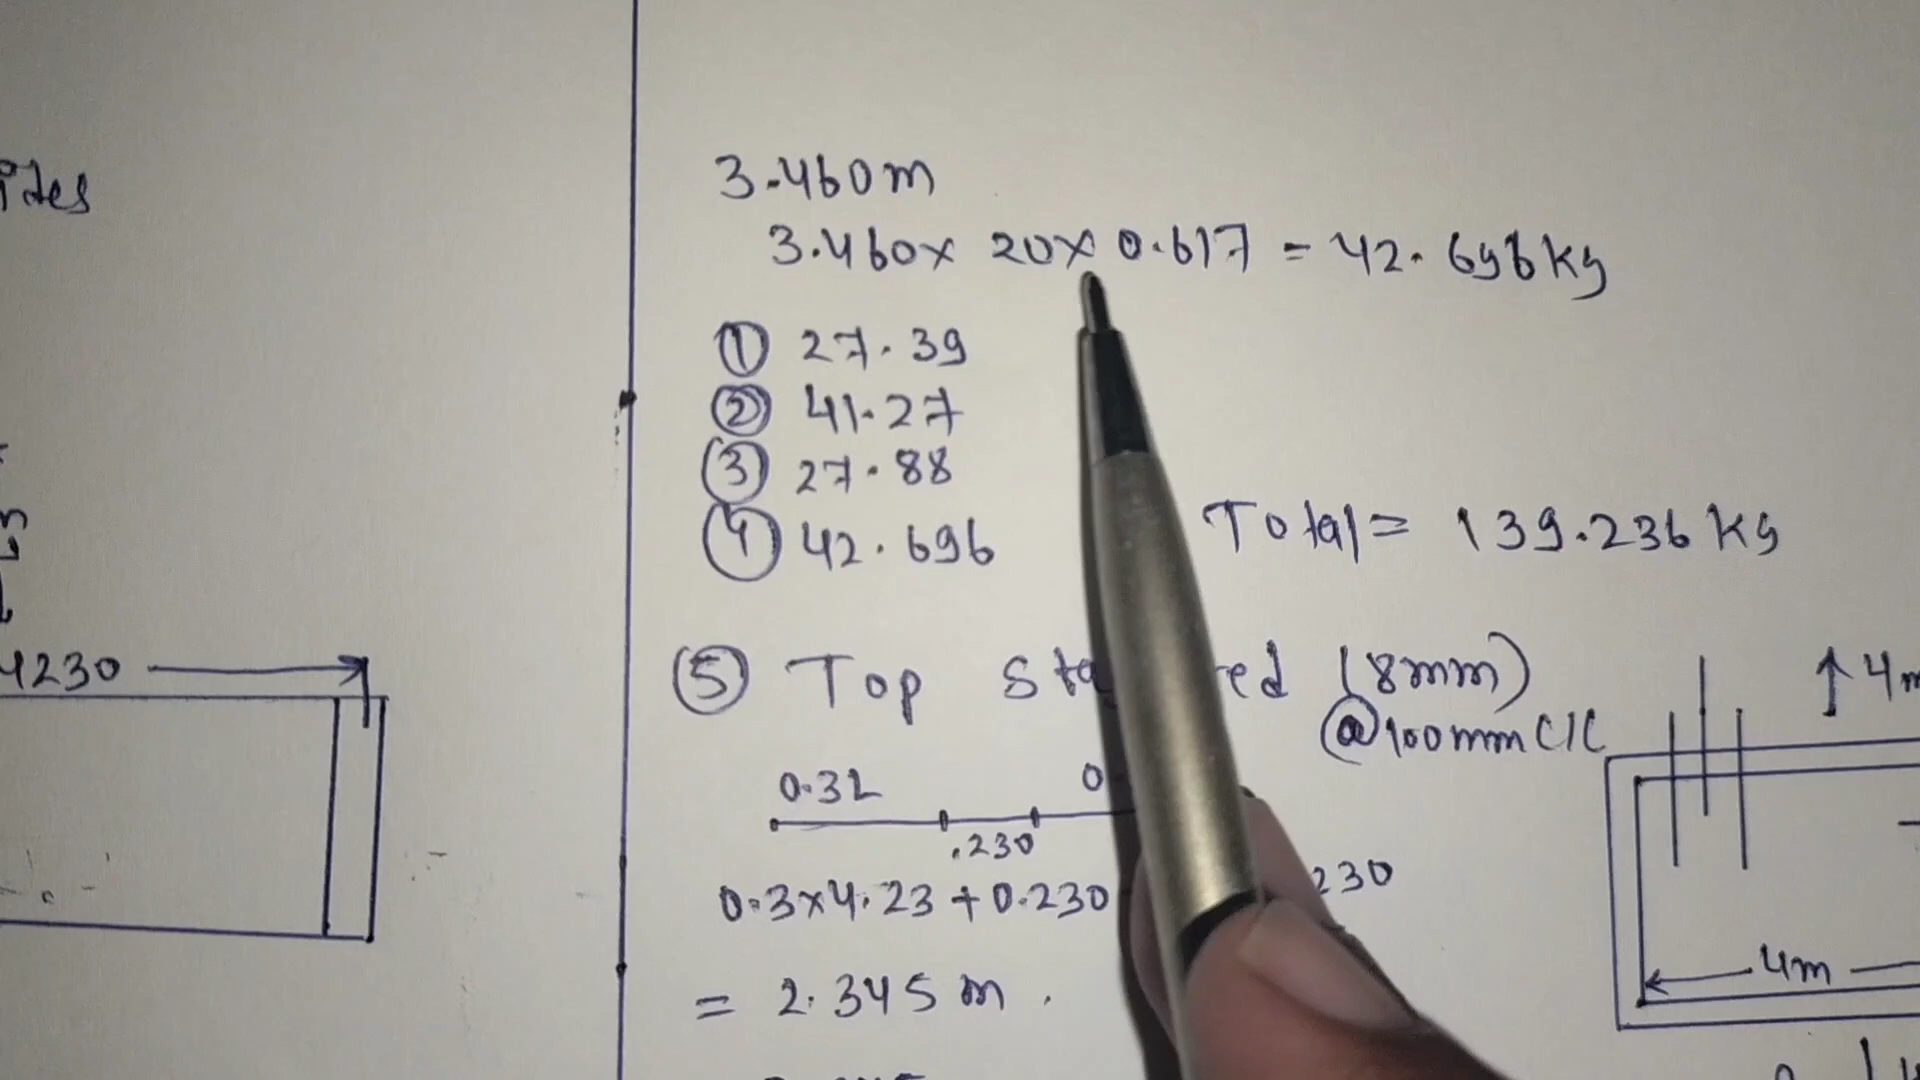 ides
3.460m
3.460x 20x 0.617 = 42.696kg
① 27.39
② 41.27
③ 27.88
④ 42.696
Total = 139.236 kg
4230
⑤ Top ed (8mm)
@100mm C/C
0.3L
.230
0.3x4.23 + 0.230 230
= 2.345 m.
4m